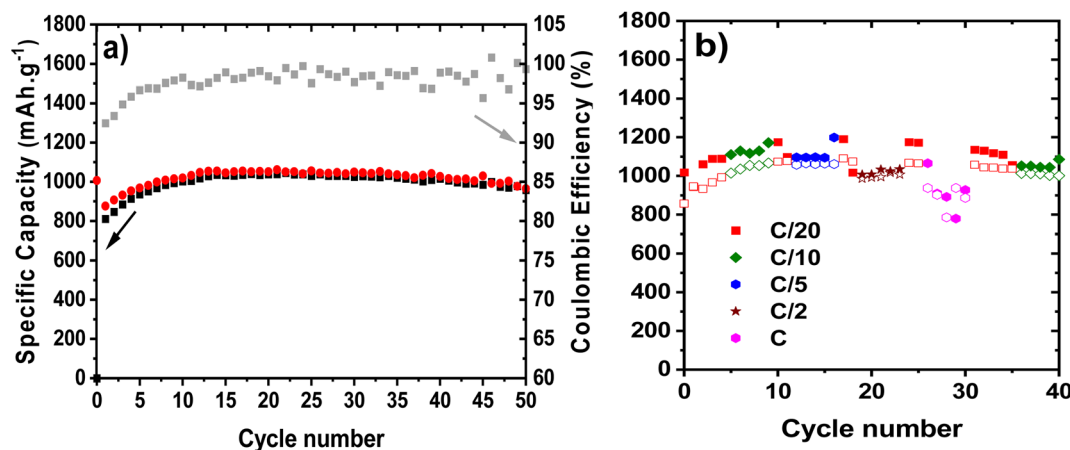 a)
Specific Capacity (mAh.g⁻¹)
1800
1600
1400
1200
1000
800
600
400
200
0
0 5 10 15 20 25 30 35 40 45 50
Cycle number
105
100
95
90
85
80
75
70
65
60
Coulombic Efficiency (%)
b)
1800
1600
1400
1200
1000
800
600
400
200
0
C/20
C/10
C/5
C/2
C
0 10 20 30 40
Cycle number